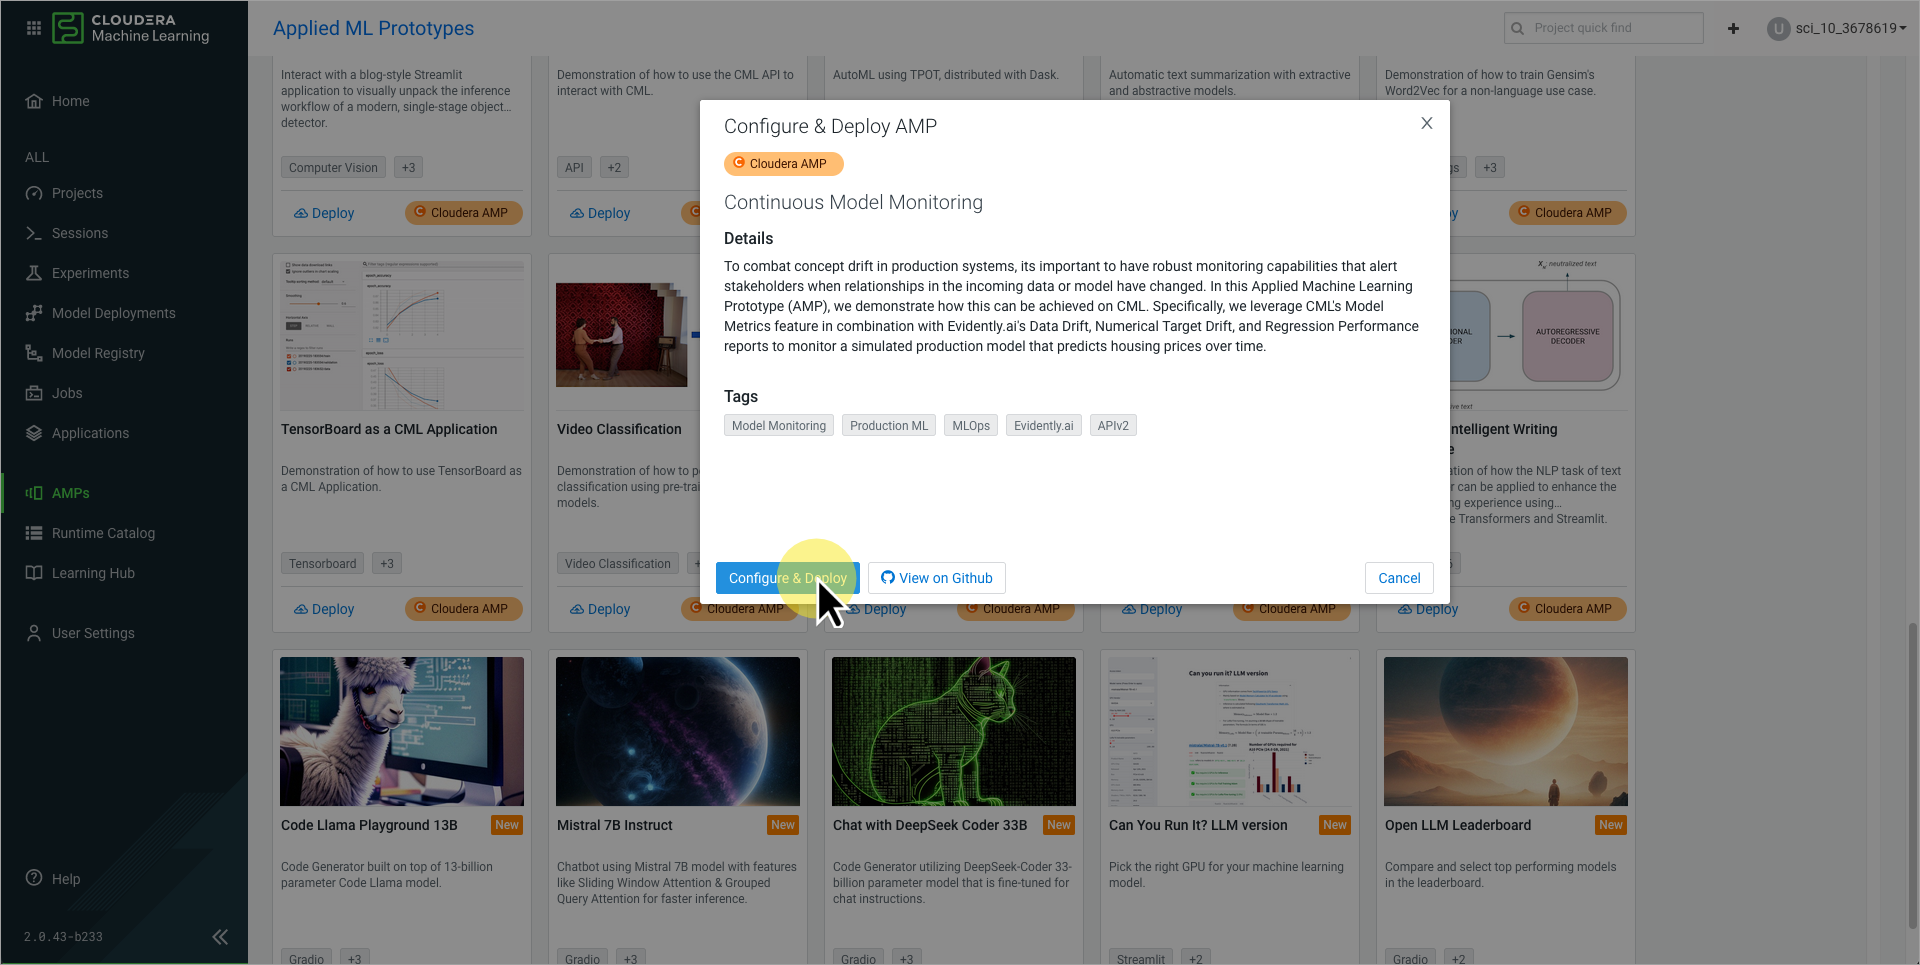 CLOUDERA
Machine Learning
Applied ML Prototypes
Project quick find
U
sci_10_3678619
Home
ALL
Projects
Sessions
Experiments
Model Deployments
Model Registry
Jobs
Applications
AMPs
Runtime Catalog
Learning Hub
User Settings
Help
2.0.43-b233
Interact with a blog-style Streamlit
application to visually unpack the inference
workflow of a modern, single-stage object...
detector.
Computer Vision
+3
Deploy
Cloudera AMP
Demonstration of how to use the CML API to
interact with CML.
API
+2
Deploy
AutoML using TPOT, distributed with Dask.
Automatic text summarization with extractive
and abstractive models.
Demonstration of how to train Gensim's
Word2Vec for a non-language use case.
gs
+3
y
Cloudera AMP
Configure & Deploy AMP
X
Cloudera AMP
Continuous Model Monitoring
Details
To combat concept drift in production systems, its important to have robust monitoring capabilities that alert
stakeholders when relationships in the incoming data or model have changed. In this Applied Machine Learning
Prototype (AMP), we demonstrate how this can be achieved on CML. Specifically, we leverage CML's Model
Metrics feature in combination with Evidently.ai's Data Drift, Numerical Target Drift, and Regression Performance
reports to monitor a simulated production model that predicts housing prices over time.
Tags
Model Monitoring
Production ML
MLOps
Evidently.ai
APIv2
Configure & Deploy
View on Github
Cancel
TensorBoard as a CML Application
Demonstration of how to use TensorBoard as
a CML Application.
Tensorboard
+3
Deploy
Cloudera AMP
Video Classification
Demonstration of how to pe
classification using pre-trai
models.
Video Classification
Deploy
Cloudera AMP
Deploy
Cloudera AMP
Deploy
Cloudera AMP
Xₙ: neutralized text
IONAL
ER
AUTOREGRESSIVE
DECODER
tive text
ntelligent Writing
e
ation of how the NLP task of text
r can be applied to enhance the
ng experience using...
e Transformers and Streamlit.
Deploy
Cloudera AMP
Code Llama Playground 13B
New
Code Generator built on top of 13-billion
parameter Code Llama model.
Gradio
+3
Mistral 7B Instruct
New
Chatbot using Mistral 7B model with features
like Sliding Window Attention & Grouped
Query Attention for faster inference.
Gradio
+3
Chat with DeepSeek Coder 33B
New
Code Generator utilizing DeepSeek-Coder 33-
billion parameter model that is fine-tuned for
chat instructions.
Gradio
+3
Can you run it? LLM version
Can You Run It? LLM version
New
Pick the right GPU for your machine learning
model.
Streamlit
+2
Open LLM Leaderboard
New
Compare and select top performing models
in the leaderboard.
Gradio
+2